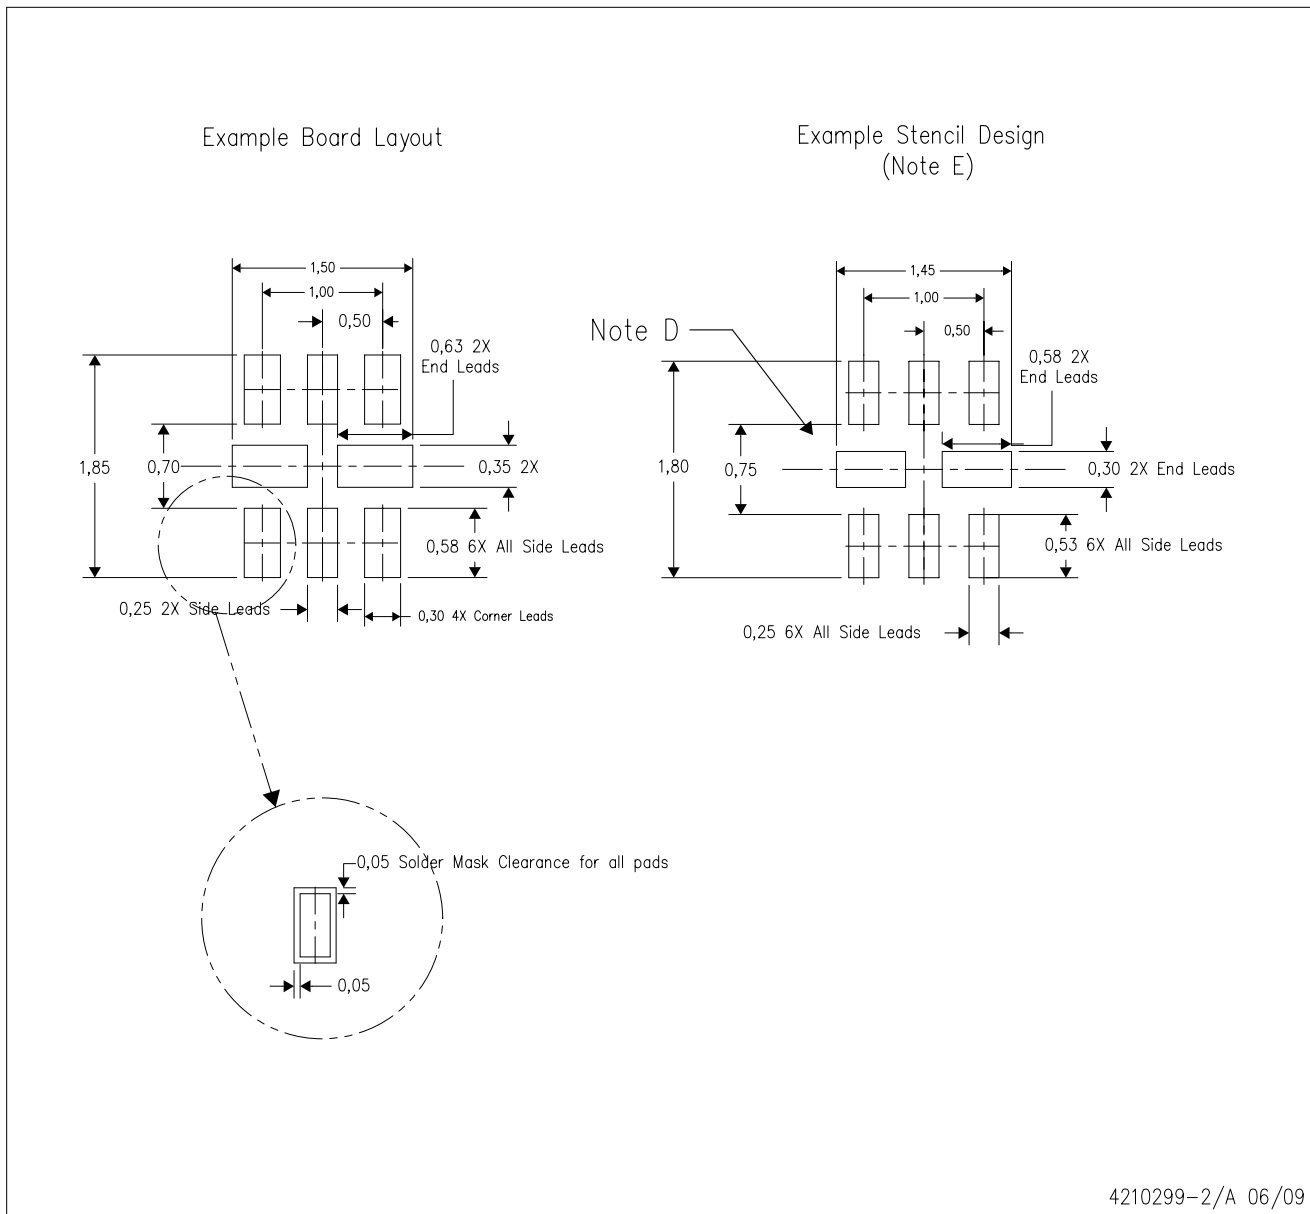 Example Board Layout
Example Stencil Design
(Note E)
1,50
1,00
0,50
0,63 2X
End Leads
1,85
0,70
0,35 2X
0,58 6X All Side Leads
0,25 2X Side Leads
0,30 4X Corner Leads
Note D
1,45
1,00
0,50
0,58 2X
End Leads
1,80
0,75
0,30 2X End Leads
0,53 6X All Side Leads
0,25 6X All Side Leads
0,05 Solder Mask Clearance for all pads
0,05
4210299-2/A 06/09